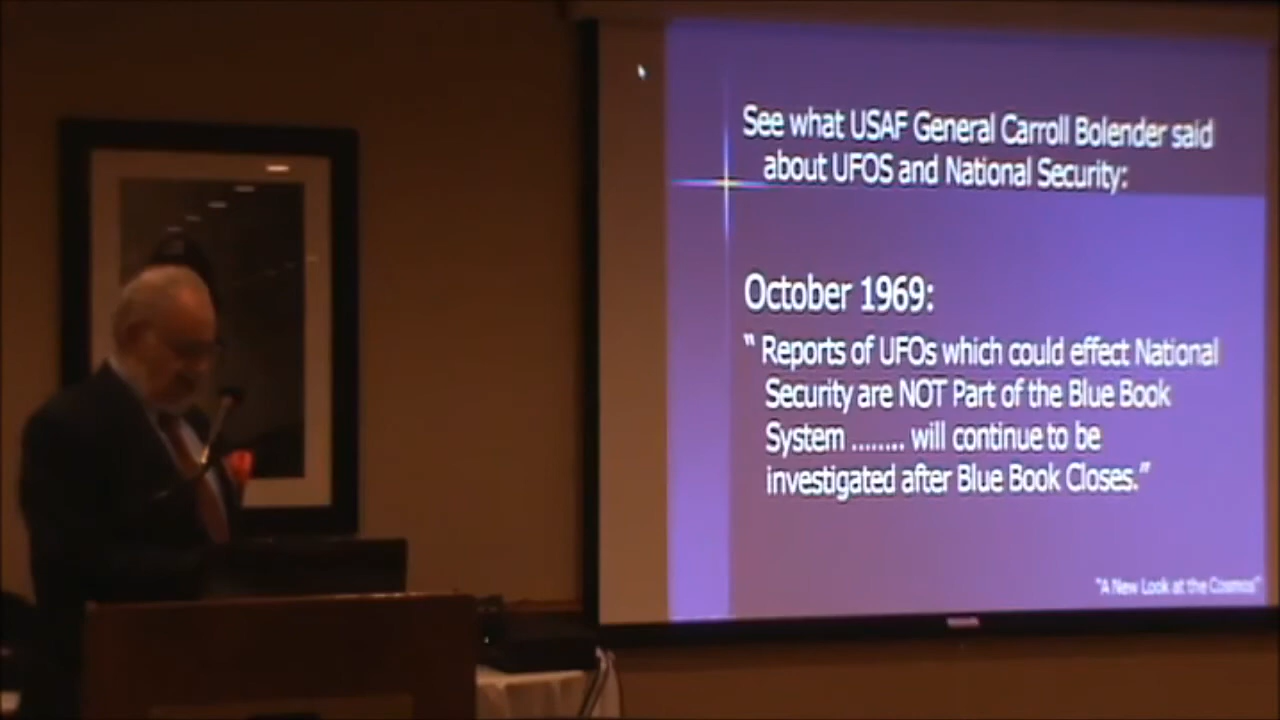 See what USAF General Carroll Bolender said
about UFOS and National Security:
October 1969:
“ Reports of UFOs which could effect National
Security are NOT Part of the Blue Book
System ........ will continue to be
investigated after Blue Book Closes.”
“A New Look at the Cosmos”